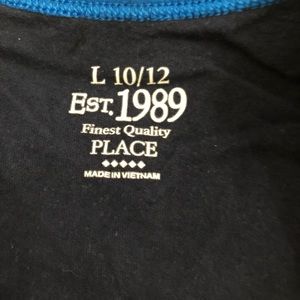 L 10/12
EST. 1989
Finest Quality
PLACE
MADE IN VIETNAM